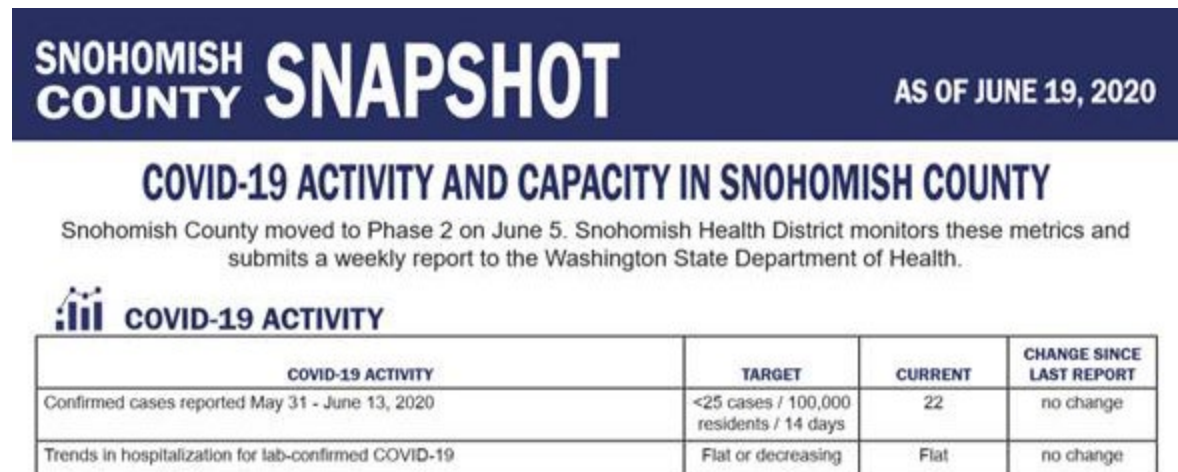 SNOHOMISH
COUNTY
SNAPSHOT
AS OF JUNE 19, 2020
COVID-19 ACTIVITY AND CAPACITY IN SNOHOMISH COUNTY
Snohomish County moved to Phase 2 on June 5. Snohomish Health District monitors these metrics and
submits a weekly report to the Washington State Department of Health.
COVID-19 ACTIVITY
COVID-19 ACTIVITY
TARGET
CURRENT
CHANGE SINCE
LAST REPORT
Confirmed cases reported May 31 - June 13, 2020
<25 cases / 100,000
residents / 14 days
22
no change
Trends in hospitalization for lab-confirmed COVID-19
Flat or decreasing
Flat
no change